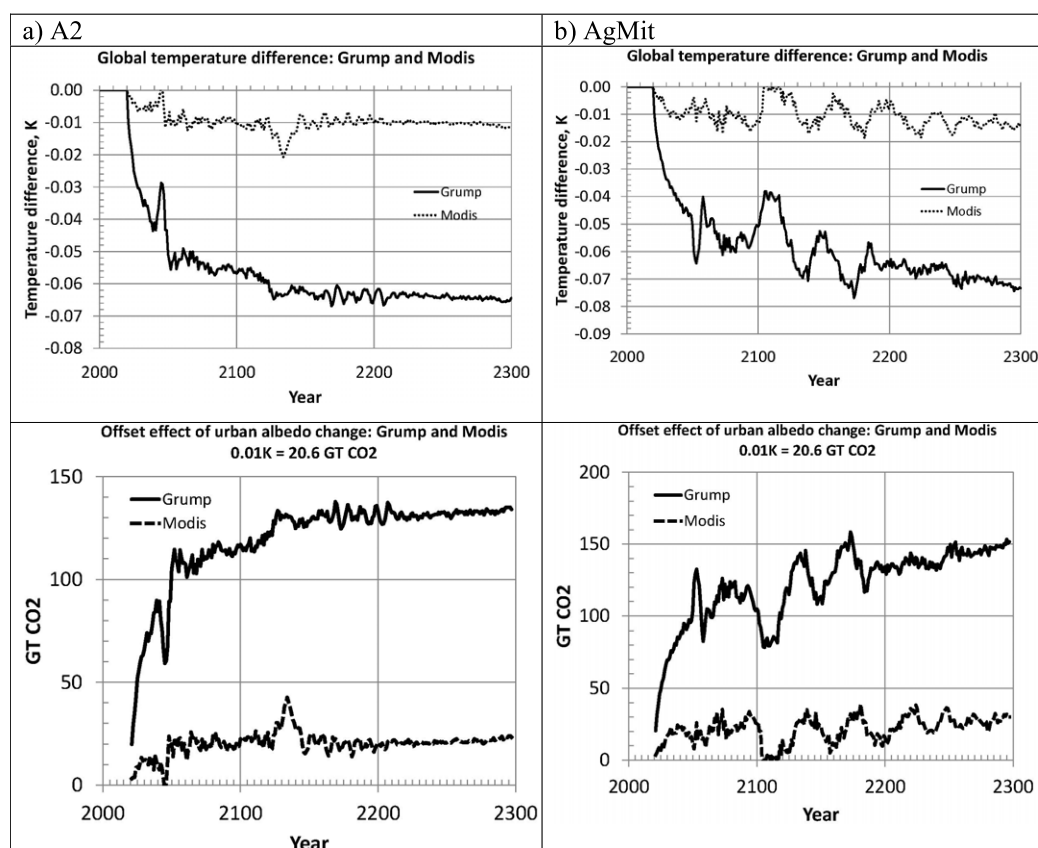 a) A2
Global temperature difference: Grump and Modis
0.00
-0.01
-0.02
-0.03
-0.04
-0.05
-0.06
-0.07
-0.08
Temperature difference, K
Grump
Modis
2000
2100
2200
2300
Year
b) AgMit
Global temperature difference: Grump and Modis
0.00
-0.01
-0.02
-0.03
-0.04
-0.05
-0.06
-0.07
-0.08
-0.09
Temperature difference, K
Grump
Modis
2000
2100
2200
2300
Year
Offset effect of urban albedo change: Grump and Modis
0.01K = 20.6 GT CO2
150
100
50
0
GT CO2
Grump
Modis
2000
2100
2200
2300
Year
Offset effect of urban albedo change: Grump and Modis
0.01K = 20.6 GT CO2
200
150
100
50
0
GT CO2
Grump
Modis
2000
2100
2200
2300
Year